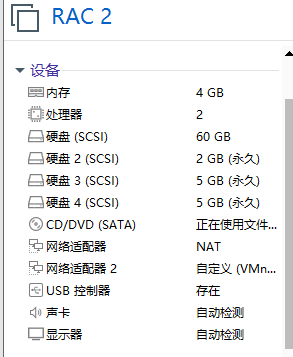 RAC 2
设备
内存 4 GB
处理器 2
硬盘 (SCSI) 60 GB
硬盘 2 (SCSI) 2 GB (永久)
硬盘 3 (SCSI) 5 GB (永久)
硬盘 4 (SCSI) 5 GB (永久)
CD/DVD (SATA) 正在使用文件...
网络适配器 NAT
网络适配器 2 自定义 (VMn...
USB 控制器 存在
声卡 自动检测
显示器 自动检测